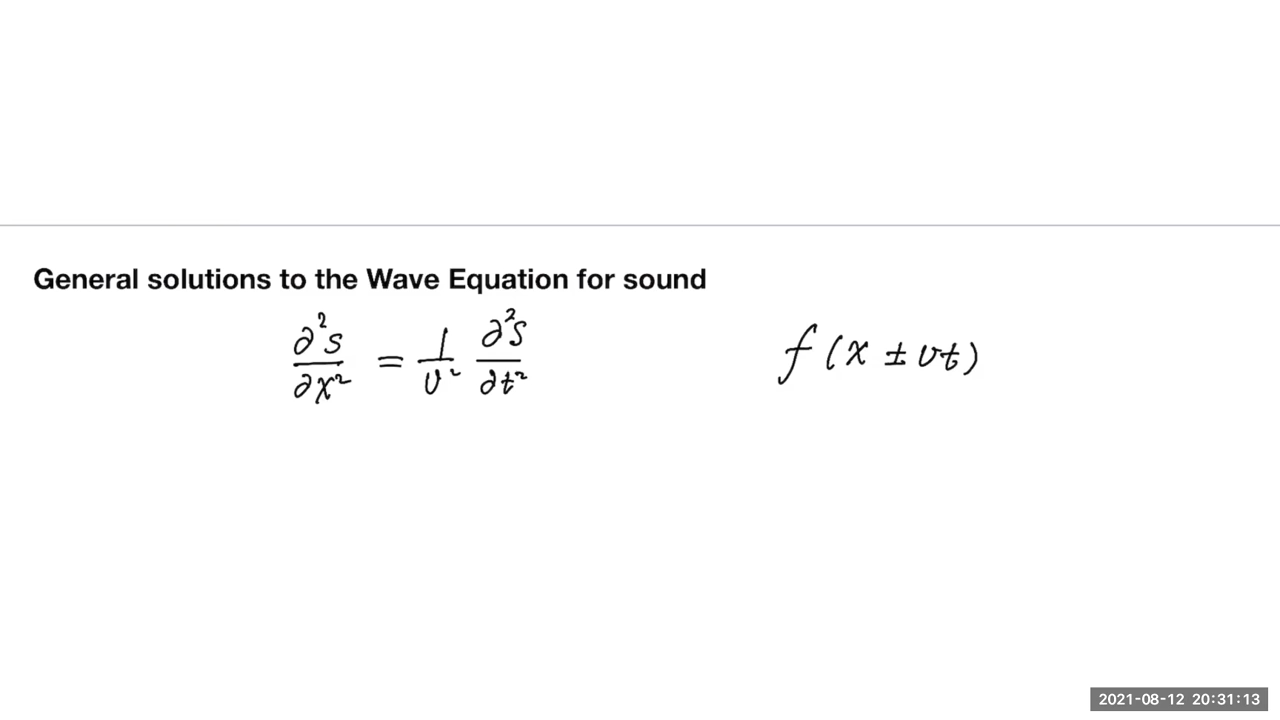 General solutions to the Wave Equation for sound
∂²s/∂x² = 1/v² ∂²s/∂t² f(x ± vt)
2021-08-12 20:31:13